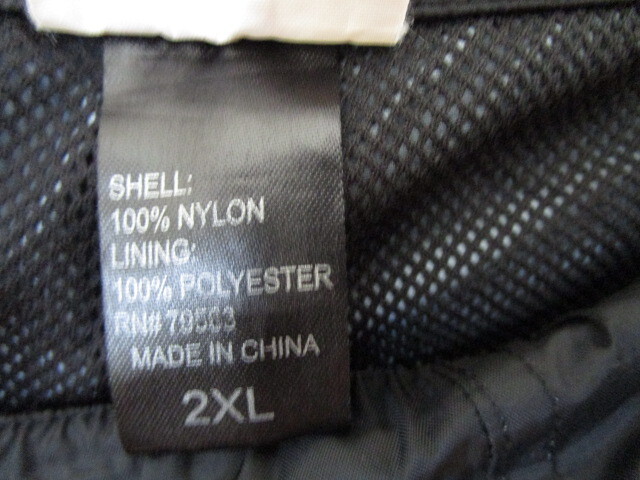 SHELL:
100% NYLON
LINING:
100% POLYESTER
RN#
MADE IN CHINA
2XL